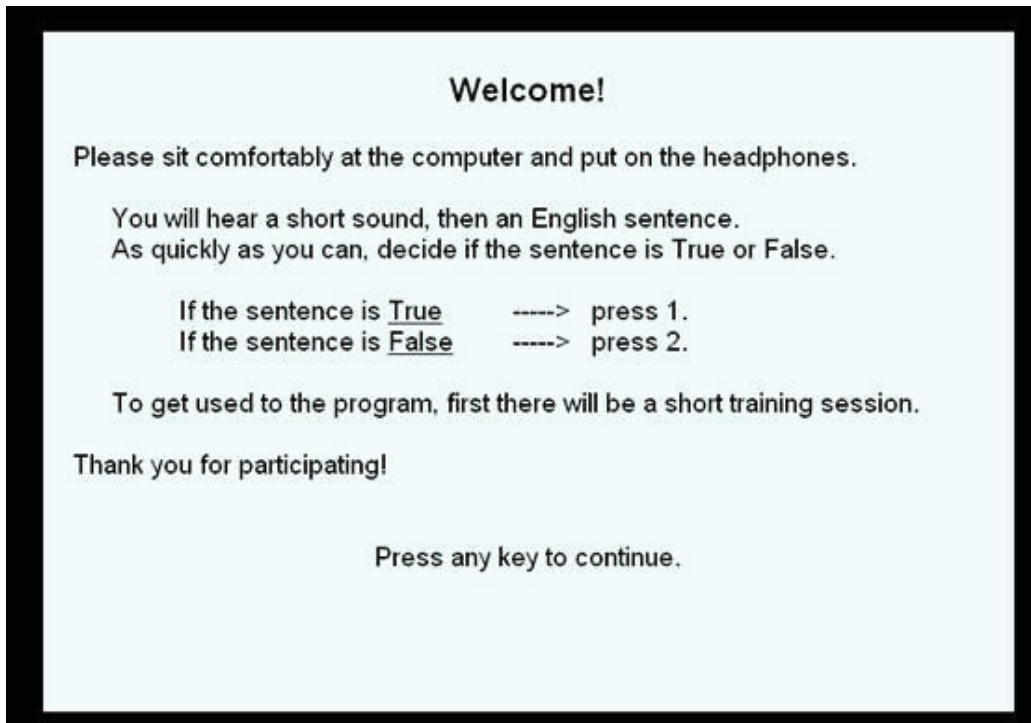 Welcome!
Please sit comfortably at the computer and put on the headphones.
You will hear a short sound, then an English sentence.
As quickly as you can, decide if the sentence is True or False.
If the sentence is True -----> press 1.
If the sentence is False -----> press 2.
To get used to the program, first there will be a short training session.
Thank you for participating!
Press any key to continue.